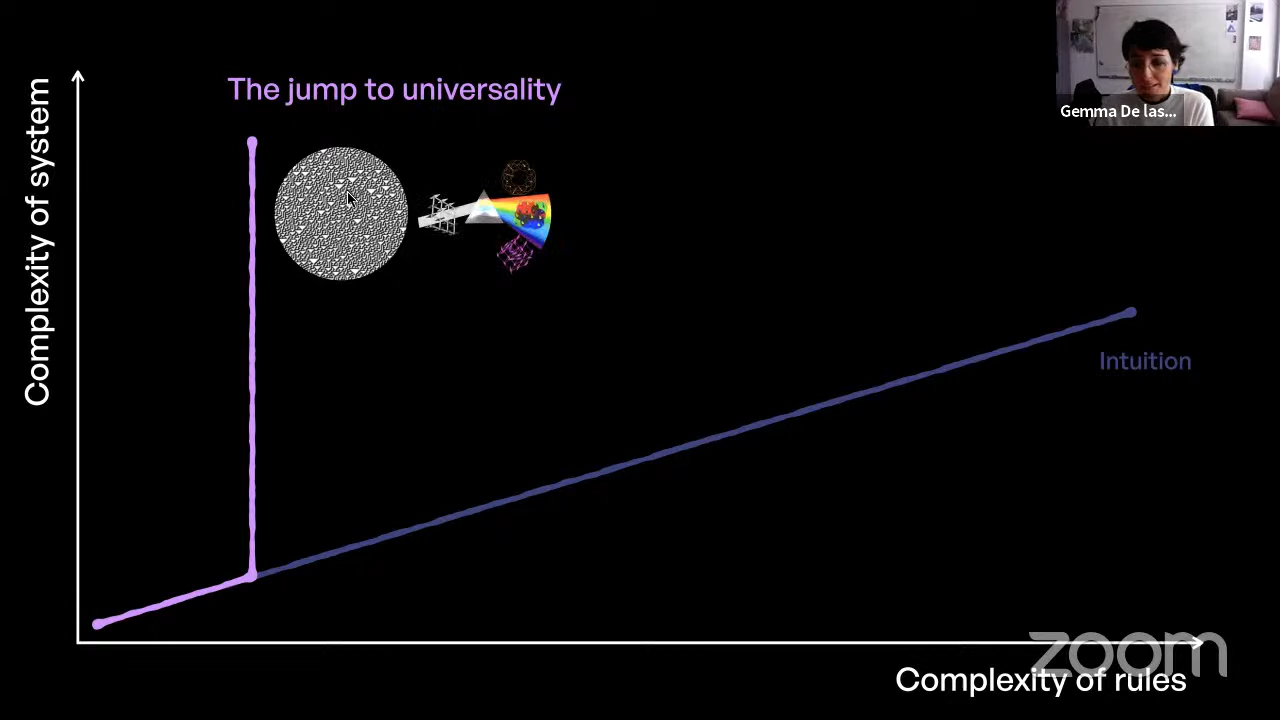 The jump to universality
Complexity of system
Gemma De las...
Intuition
zoom
Complexity of rules